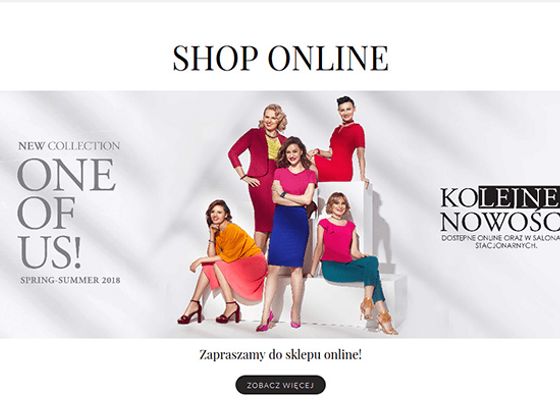 SHOP ONLINE
NEW COLLECTION
ONE
OF
US!
SPRING-SUMMER 2018
KOLEJNE
NOWOŚC
DOSTĘPNE ONLINE ORAZ W SALONA
STACJONARNYCH.
Zapraszamy do sklepu online!
ZOBACZ WIĘCEJ